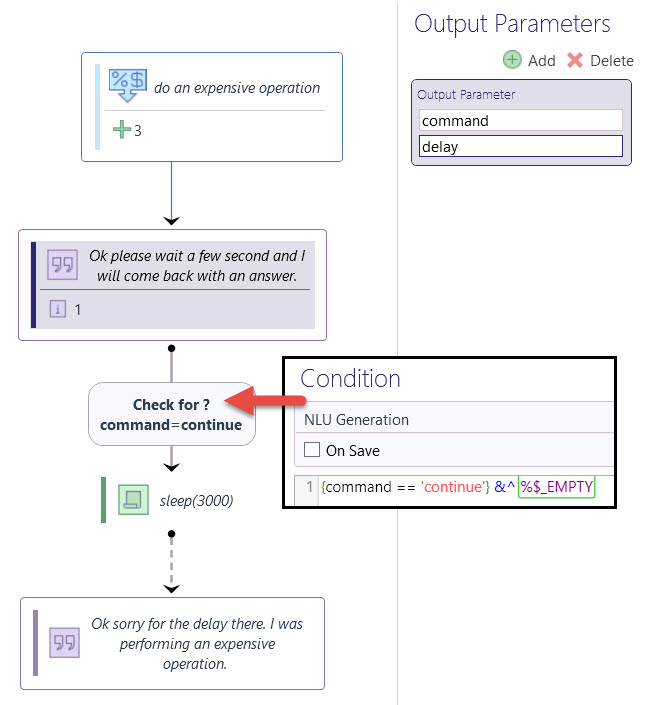 do an expensive operation
3
Ok please wait a few second and I
will come back with an answer.
1
Check for ?
command=continue
sleep(3000)
Ok sorry for the delay there. I was
performing an expensive
operation.
Output Parameters
Add Delete
Output Parameter
command
delay
Condition
NLU Generation
On Save
1 {command == 'continue'} &^ %$_EMPTY